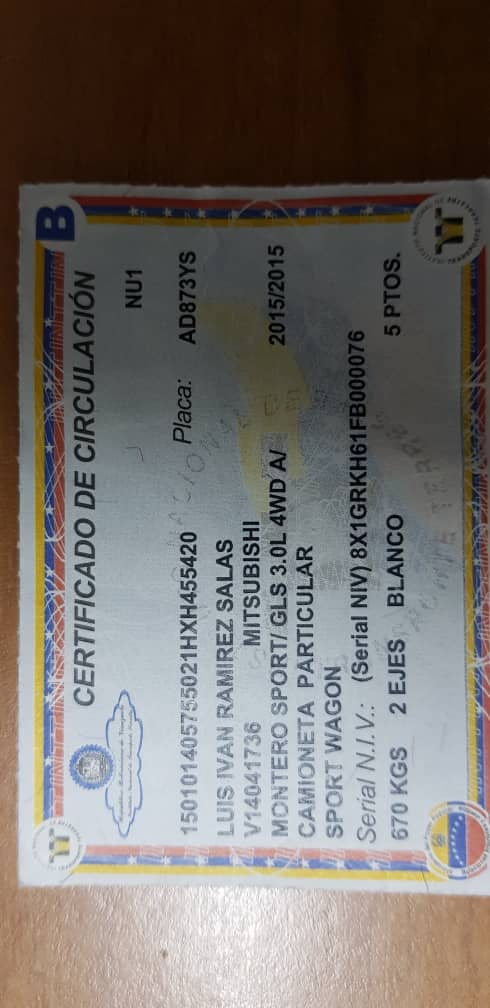 B
CERTIFICADO DE CIRCULACIÓN
NU1
150101405755021HXH455420 Placa: AD873YS
LUIS IVAN RAMIREZ SALAS
V14041736 MITSUBISHI
MONTERO SPORT/ GLS 3.0L 4WD A/ 2015/2015
CAMIONETA PARTICULAR
SPORT WAGON
Serial N.I.V.: (Serial NIV) 8X1GRKH61FB000076
670 KGS 2 EJES BLANCO 5 PTOS.